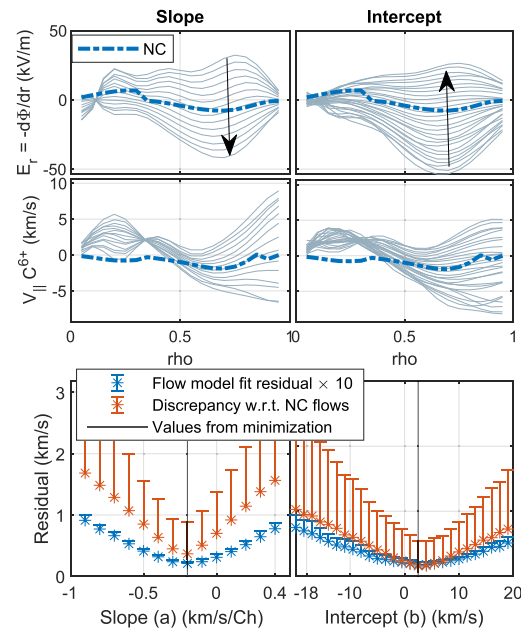 Slope
Intercept
E_r = -dΦ/dr (kV/m)
50
0
-50
NC
V_|| C^6+ (km/s)
10
5
0
-5
0
0.5
1
0
0.5
1
rho
rho
Flow model fit residual × 10
Discrepancy w.r.t. NC flows
Values from minimization
Residual (km/s)
3
2
1
0
-1
-0.5
0
0.4
-18
-10
0
10
20
Slope (a) (km/s/Ch)
Intercept (b) (km/s)